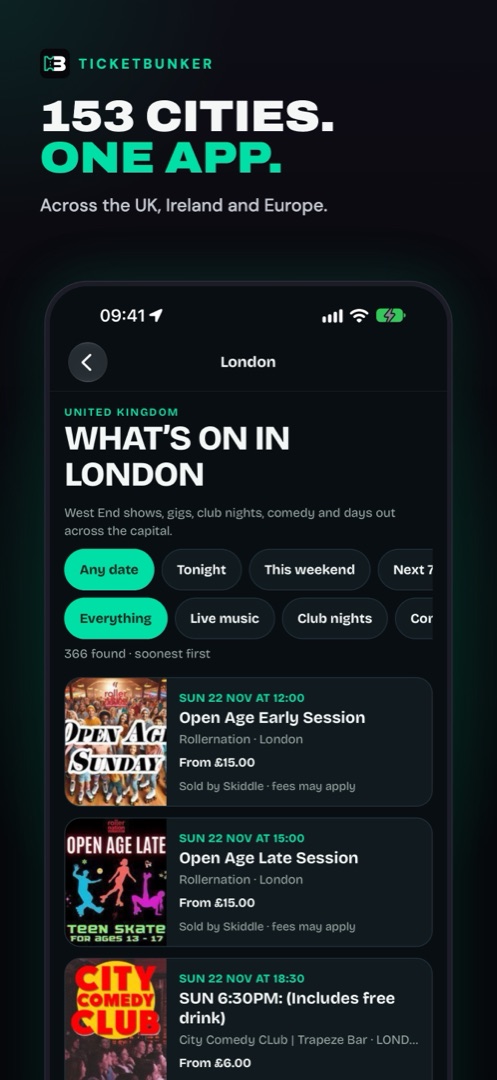 TICKETBUNKER
153 CITIES.
ONE APP.
Across the UK, Ireland and Europe.
09:41
London
UNITED KINGDOM
WHAT'S ON IN
LONDON
West End shows, gigs, club nights, comedy and days out
across the capital.
Any date Tonight This weekend Next 7
Everything Live music Club nights Con
366 found · soonest first
OPEN AGE
SUNDAY
SUN 22 NOV AT 12:00
Open Age Early Session
Rollernation · London
From £15.00
Sold by Skiddle · fees may apply
OPEN AGE LATE
TEEN SKATE
FOR AGES 13 - 17
SUN 22 NOV AT 15:00
Open Age Late Session
Rollernation · London
From £15.00
Sold by Skiddle · fees may apply
CITY
COMEDY
CLUB
SUN 22 NOV AT 18:30
SUN 6:30PM: (Includes free
drink)
City Comedy Club | Trapeze Bar · LOND...
From £6.00